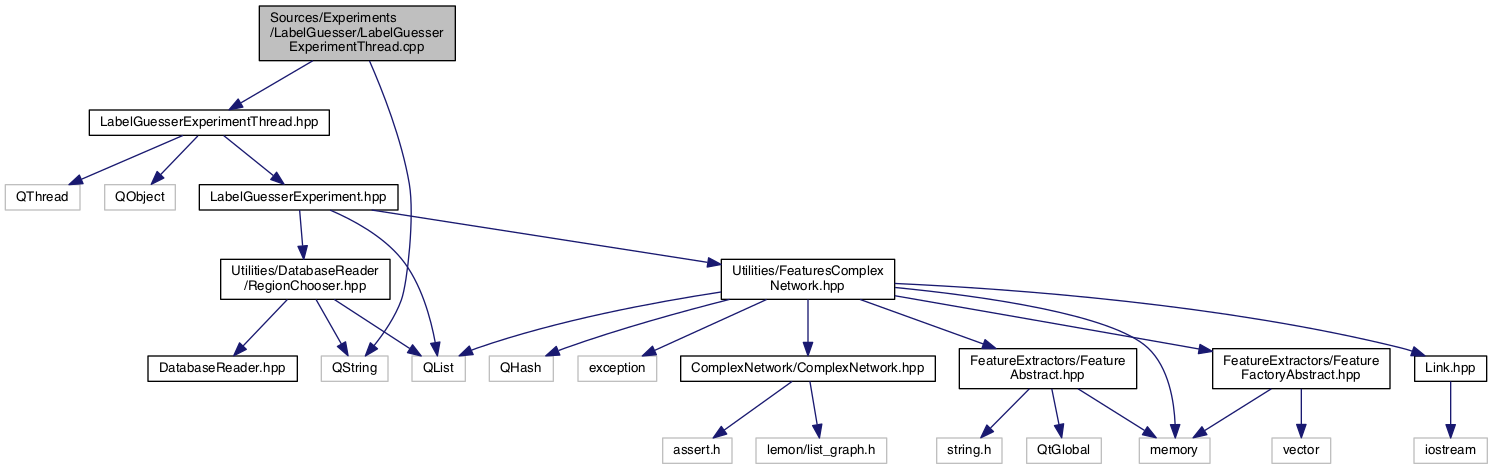 Sources/Experiments
/LabelGuesser/LabelGuesser
ExperimentThread.cpp
LabelGuesserExperimentThread.hpp
QThread
QObject
LabelGuesserExperiment.hpp
Utilities/DatabaseReader
/RegionChooser.hpp
Utilities/FeaturesComplex
Network.hpp
DatabaseReader.hpp
QString
QList
QHash
exception
ComplexNetwork/ComplexNetwork.hpp
FeatureExtractors/Feature
Abstract.hpp
FeatureExtractors/Feature
FactoryAbstract.hpp
Link.hpp
assert.h
lemon/list_graph.h
string.h
QtGlobal
memory
vector
iostream